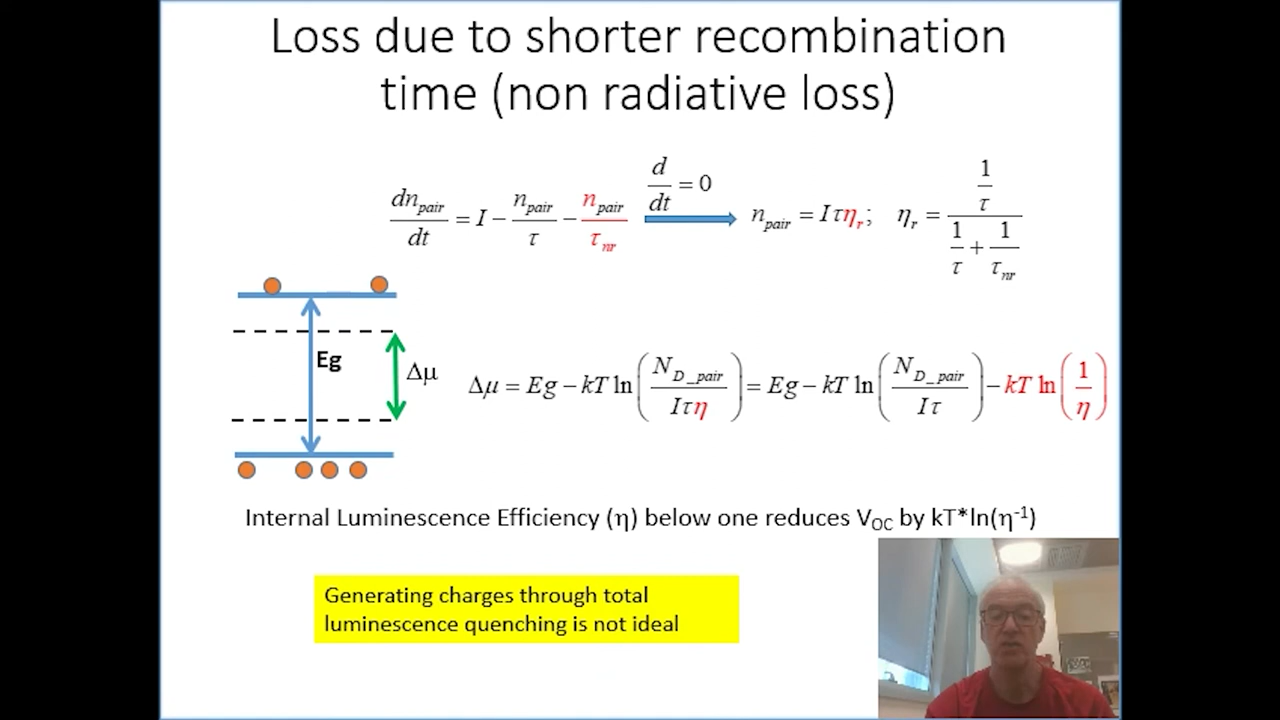 Loss due to shorter recombination
time (non radiative loss)
dn_pair/dt = I − n_pair/τ − n_pair/τ_nr
d/dt = 0
n_pair = Iτη_r; η_r = (1/τ)/(1/τ + 1/τ_nr)
Eg
Δμ
Δμ = Eg − kT ln(N_D_pair/Iτη) = Eg − kT ln(N_D_pair/Iτ) − kT ln(1/η)
Internal Luminescence Efficiency (η) below one reduces V_OC by kT*ln(η⁻¹)
Generating charges through total
luminescence quenching is not ideal